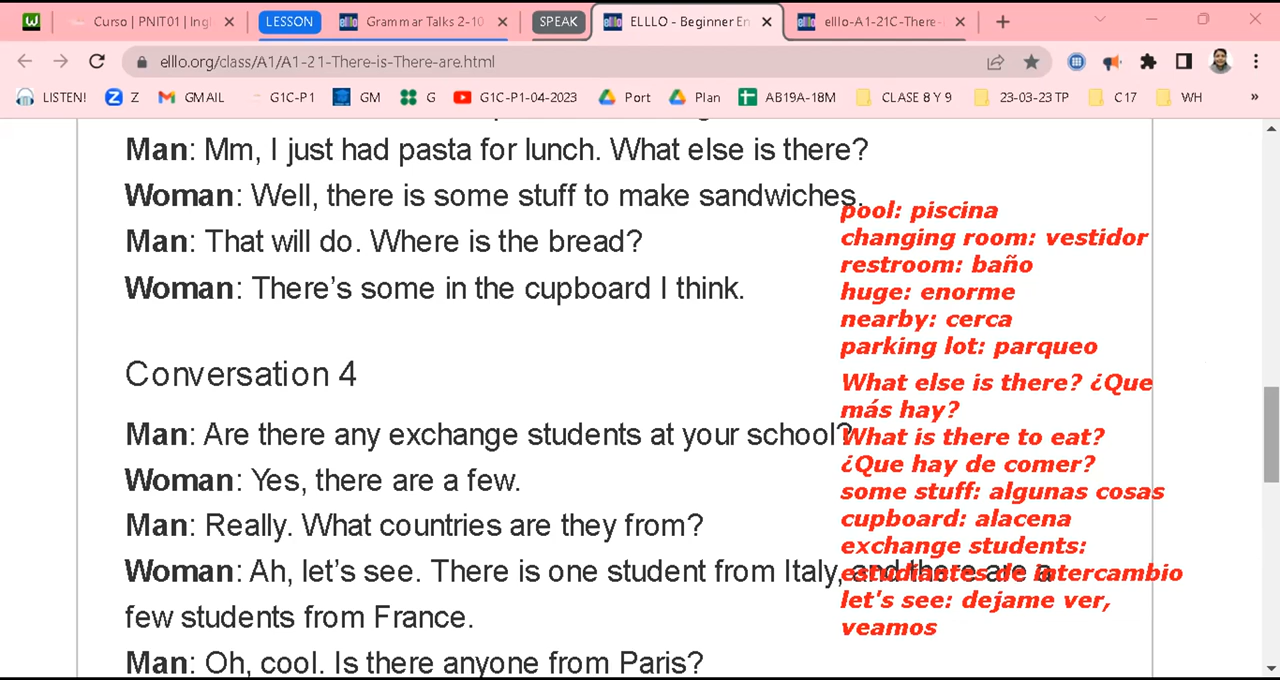 Curso | PNIT01 | Ingl
LESSON
Grammar Talks 2-10
SPEAK
ELLLO - Beginner En
elllo-A1-21C-There-
elllo.org/class/A1/A1-21-There-is-There-are.html
LISTEN!
Z
GMAIL
G1C-P1
GM
G
G1C-P1-04-2023
Port
Plan
AB19A-18M
CLASE 8 Y 9
23-03-23 TP
C17
WH
»
Man: Mm, I just had pasta for lunch. What else is there?
Woman: Well, there is some stuff to make sandwiches.
Man: That will do. Where is the bread?
Woman: There's some in the cupboard I think.
Conversation 4
Man: Are there any exchange students at your school?
Woman: Yes, there are a few.
Man: Really. What countries are they from?
Woman: Ah, let's see. There is one student from Italy, and there are a
few students from France.
Man: Oh, cool. Is there anyone from Paris?
pool: piscina
changing room: vestidor
restroom: baño
huge: enorme
nearby: cerca
parking lot: parqueo
What else is there? ¿Que
más hay?
What is there to eat?
¿Que hay de comer?
some stuff: algunas cosas
cupboard: alacena
exchange students:
estudiantes de intercambio
let's see: dejame ver,
veamos